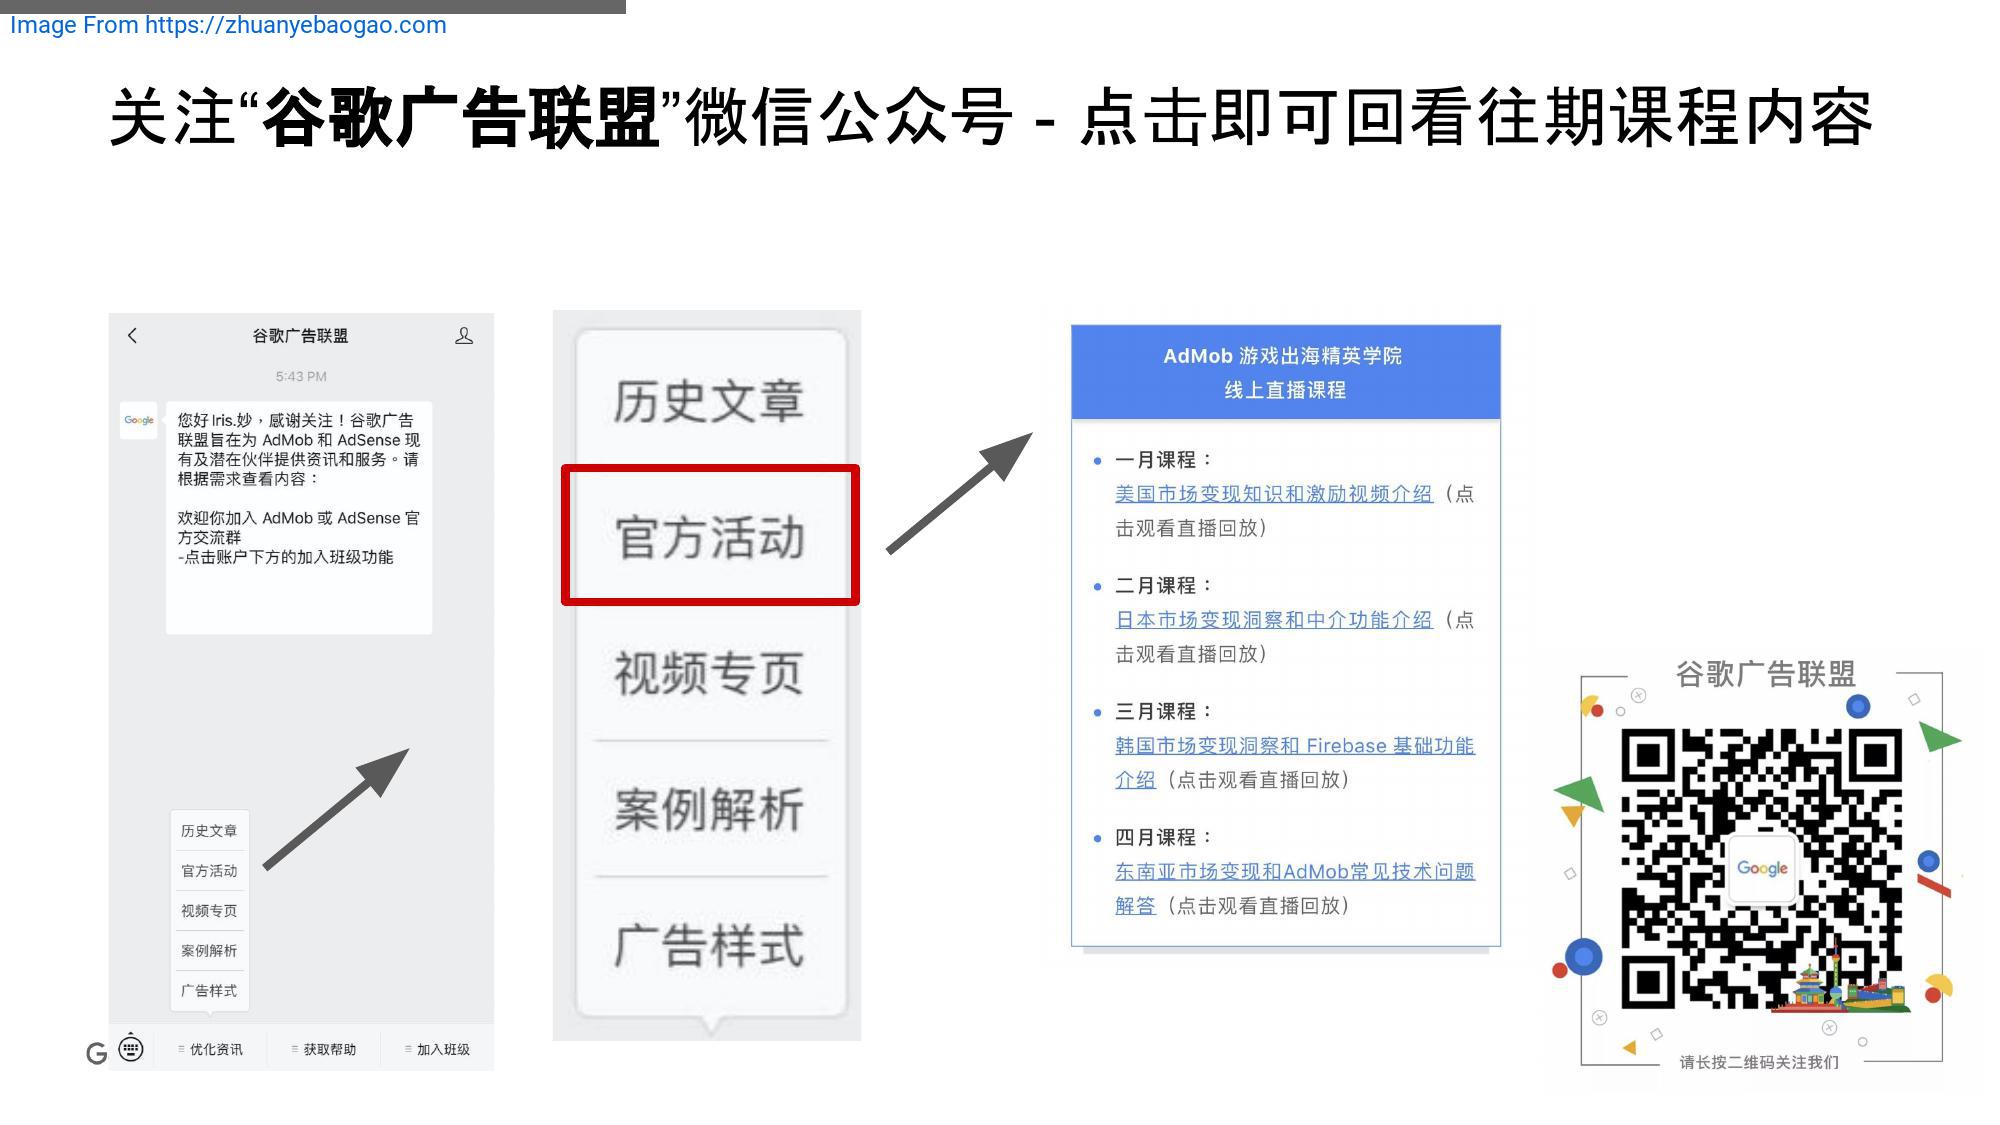 Image From https://zhuanyebaogao.com
关注“谷歌广告联盟”微信公众号 - 点击即可回看往期课程内容
谷歌广告联盟
5:43 PM
Google
您好 Iris.妙，感谢关注！谷歌广告
联盟旨在为 AdMob 和 AdSense 现
有及潜在伙伴提供资讯和服务。请
根据需求查看内容：
欢迎你加入 AdMob 或 AdSense 官
方交流群
-点击账户下方的加入班级功能
历史文章
官方活动
视频专页
案例解析
广告样式
G
优化资讯
获取帮助
加入班级
历史文章
官方活动
视频专页
案例解析
广告样式
AdMob 游戏出海精英学院
线上直播课程
一月课程：
美国市场变现知识和激励视频介绍（点
击观看直播回放）
二月课程：
日本市场变现洞察和中介功能介绍（点
击观看直播回放）
三月课程：
韩国市场变现洞察和 Firebase 基础功能
介绍（点击观看直播回放）
四月课程：
东南亚市场变现和AdMob常见技术问题
解答（点击观看直播回放）
谷歌广告联盟
Google
请长按二维码关注我们